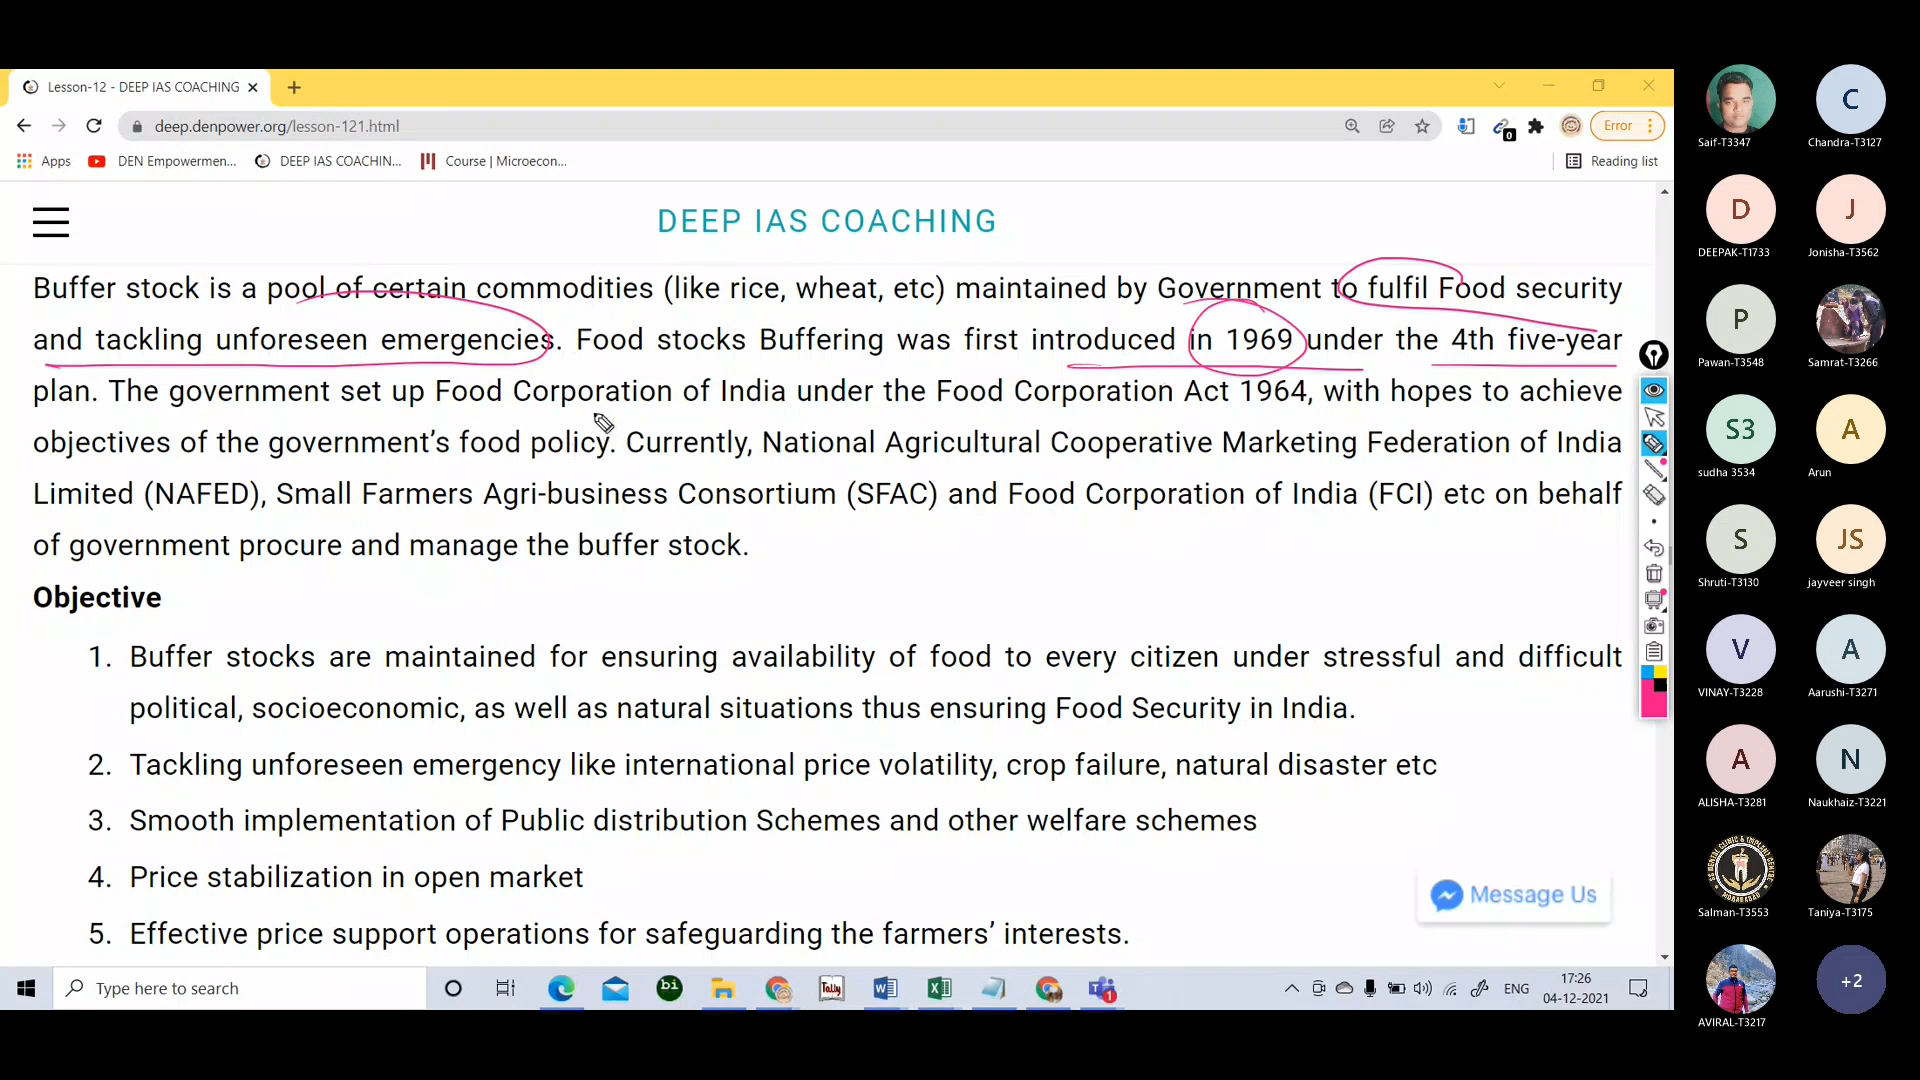 Lesson-12 - DEEP IAS COACHING
deep.denpower.org/lesson-121.html
0
Error
Apps
DEN Empowermen...
DEEP IAS COACHIN...
Course | Microecon...
Reading list
DEEP IAS COACHING
Buffer stock is a pool of certain commodities (like rice, wheat, etc) maintained by Government to fulfil Food security
and tackling unforeseen emergencies. Food stocks Buffering was first introduced in 1969 under the 4th five-year
plan. The government set up Food Corporation of India under the Food Corporation Act 1964, with hopes to achieve
objectives of the government's food policy. Currently, National Agricultural Cooperative Marketing Federation of India
Limited (NAFED), Small Farmers Agri-business Consortium (SFAC) and Food Corporation of India (FCI) etc on behalf
of government procure and manage the buffer stock.
Objective
1. Buffer stocks are maintained for ensuring availability of food to every citizen under stressful and difficult
political, socioeconomic, as well as natural situations thus ensuring Food Security in India.
2. Tackling unforeseen emergency like international price volatility, crop failure, natural disaster etc
3. Smooth implementation of Public distribution Schemes and other welfare schemes
4. Price stabilization in open market
5. Effective price support operations for safeguarding the farmers' interests.
Message Us
Type here to search
bi
Tally
1
ENG
17:26
04-12-2021
Saif-T3347
C
Chandra-T3127
D
DEEPAK-T1733
J
Jonisha-T3562
P
Pawan-T3548
Samrat-T3266
S3
sudha 3534
A
Arun
S
Shruti-T3130
JS
jayveer singh
V
VINAY-T3228
A
Aarushi-T3271
A
ALISHA-T3281
N
Naukhaiz-T3221
Salman-T3553
Taniya-T3175
AVIRAL-T3217
+2